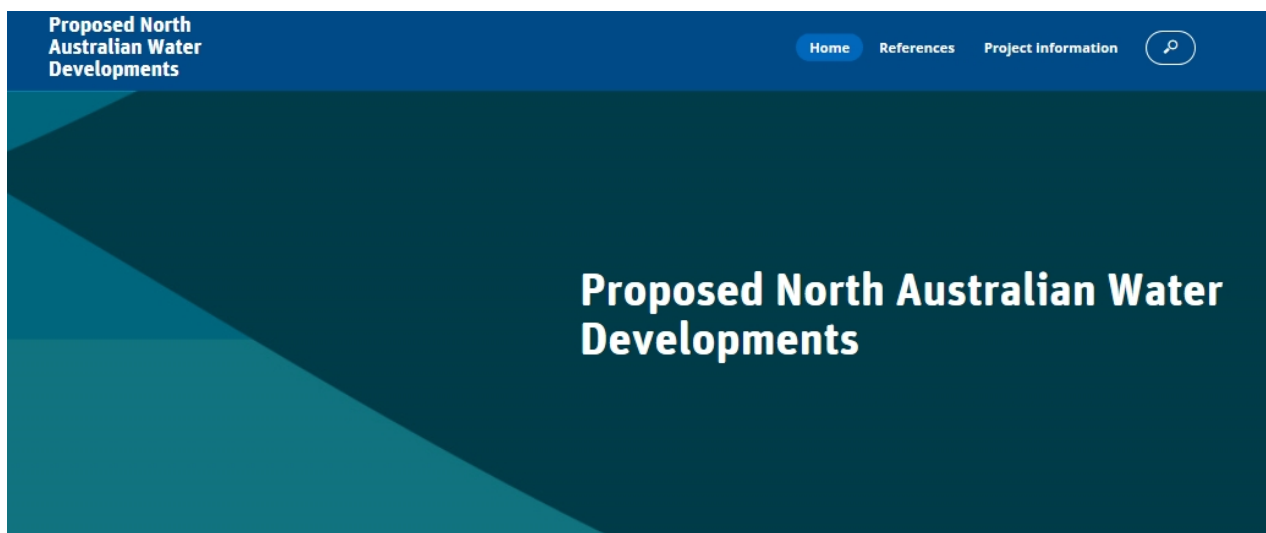 Proposed North
Australian Water
Developments
Home References Project information
Proposed North Australian Water
Developments